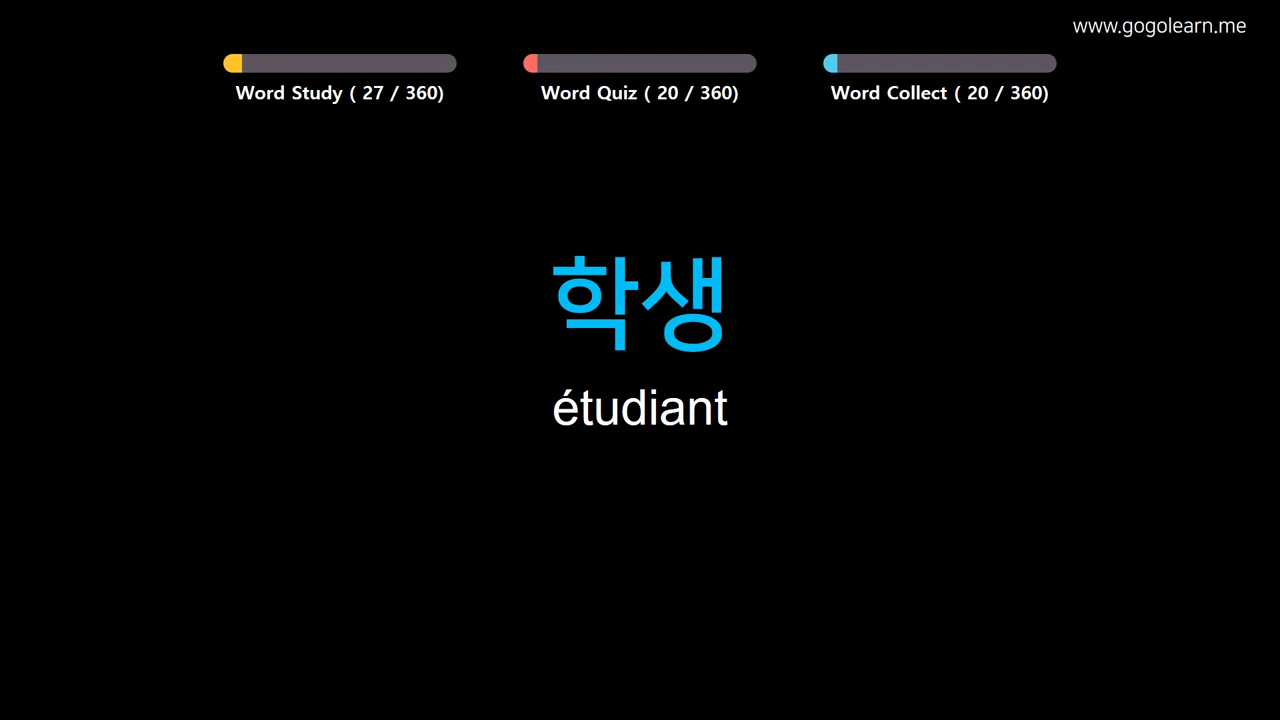 www.gogolearn.me
Word Study ( 27 / 360)
Word Quiz ( 20 / 360)
Word Collect ( 20 / 360)
학생
étudiant